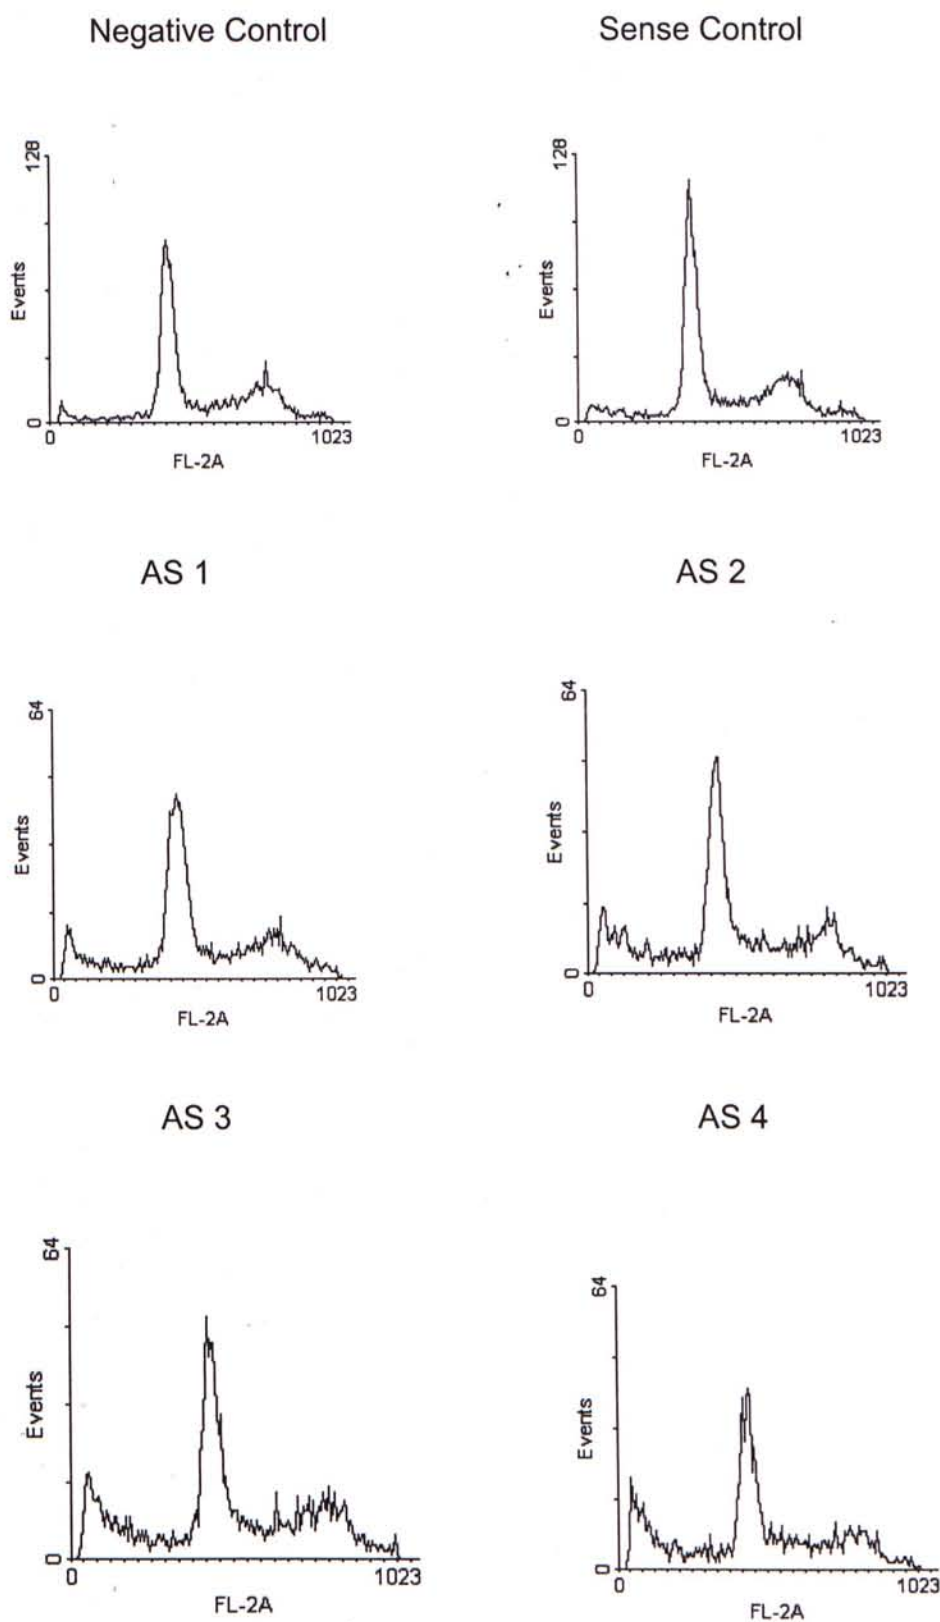 Negative Control
Sense Control
128
Events
0
0
1023
FL-2A
128
Events
0
0
1023
FL-2A
AS 1
AS 2
64
Events
0
0
1023
FL-2A
64
Events
0
0
1023
FL-2A
AS 3
AS 4
64
Events
0
0
1023
FL-2A
64
Events
0
0
1023
FL-2A